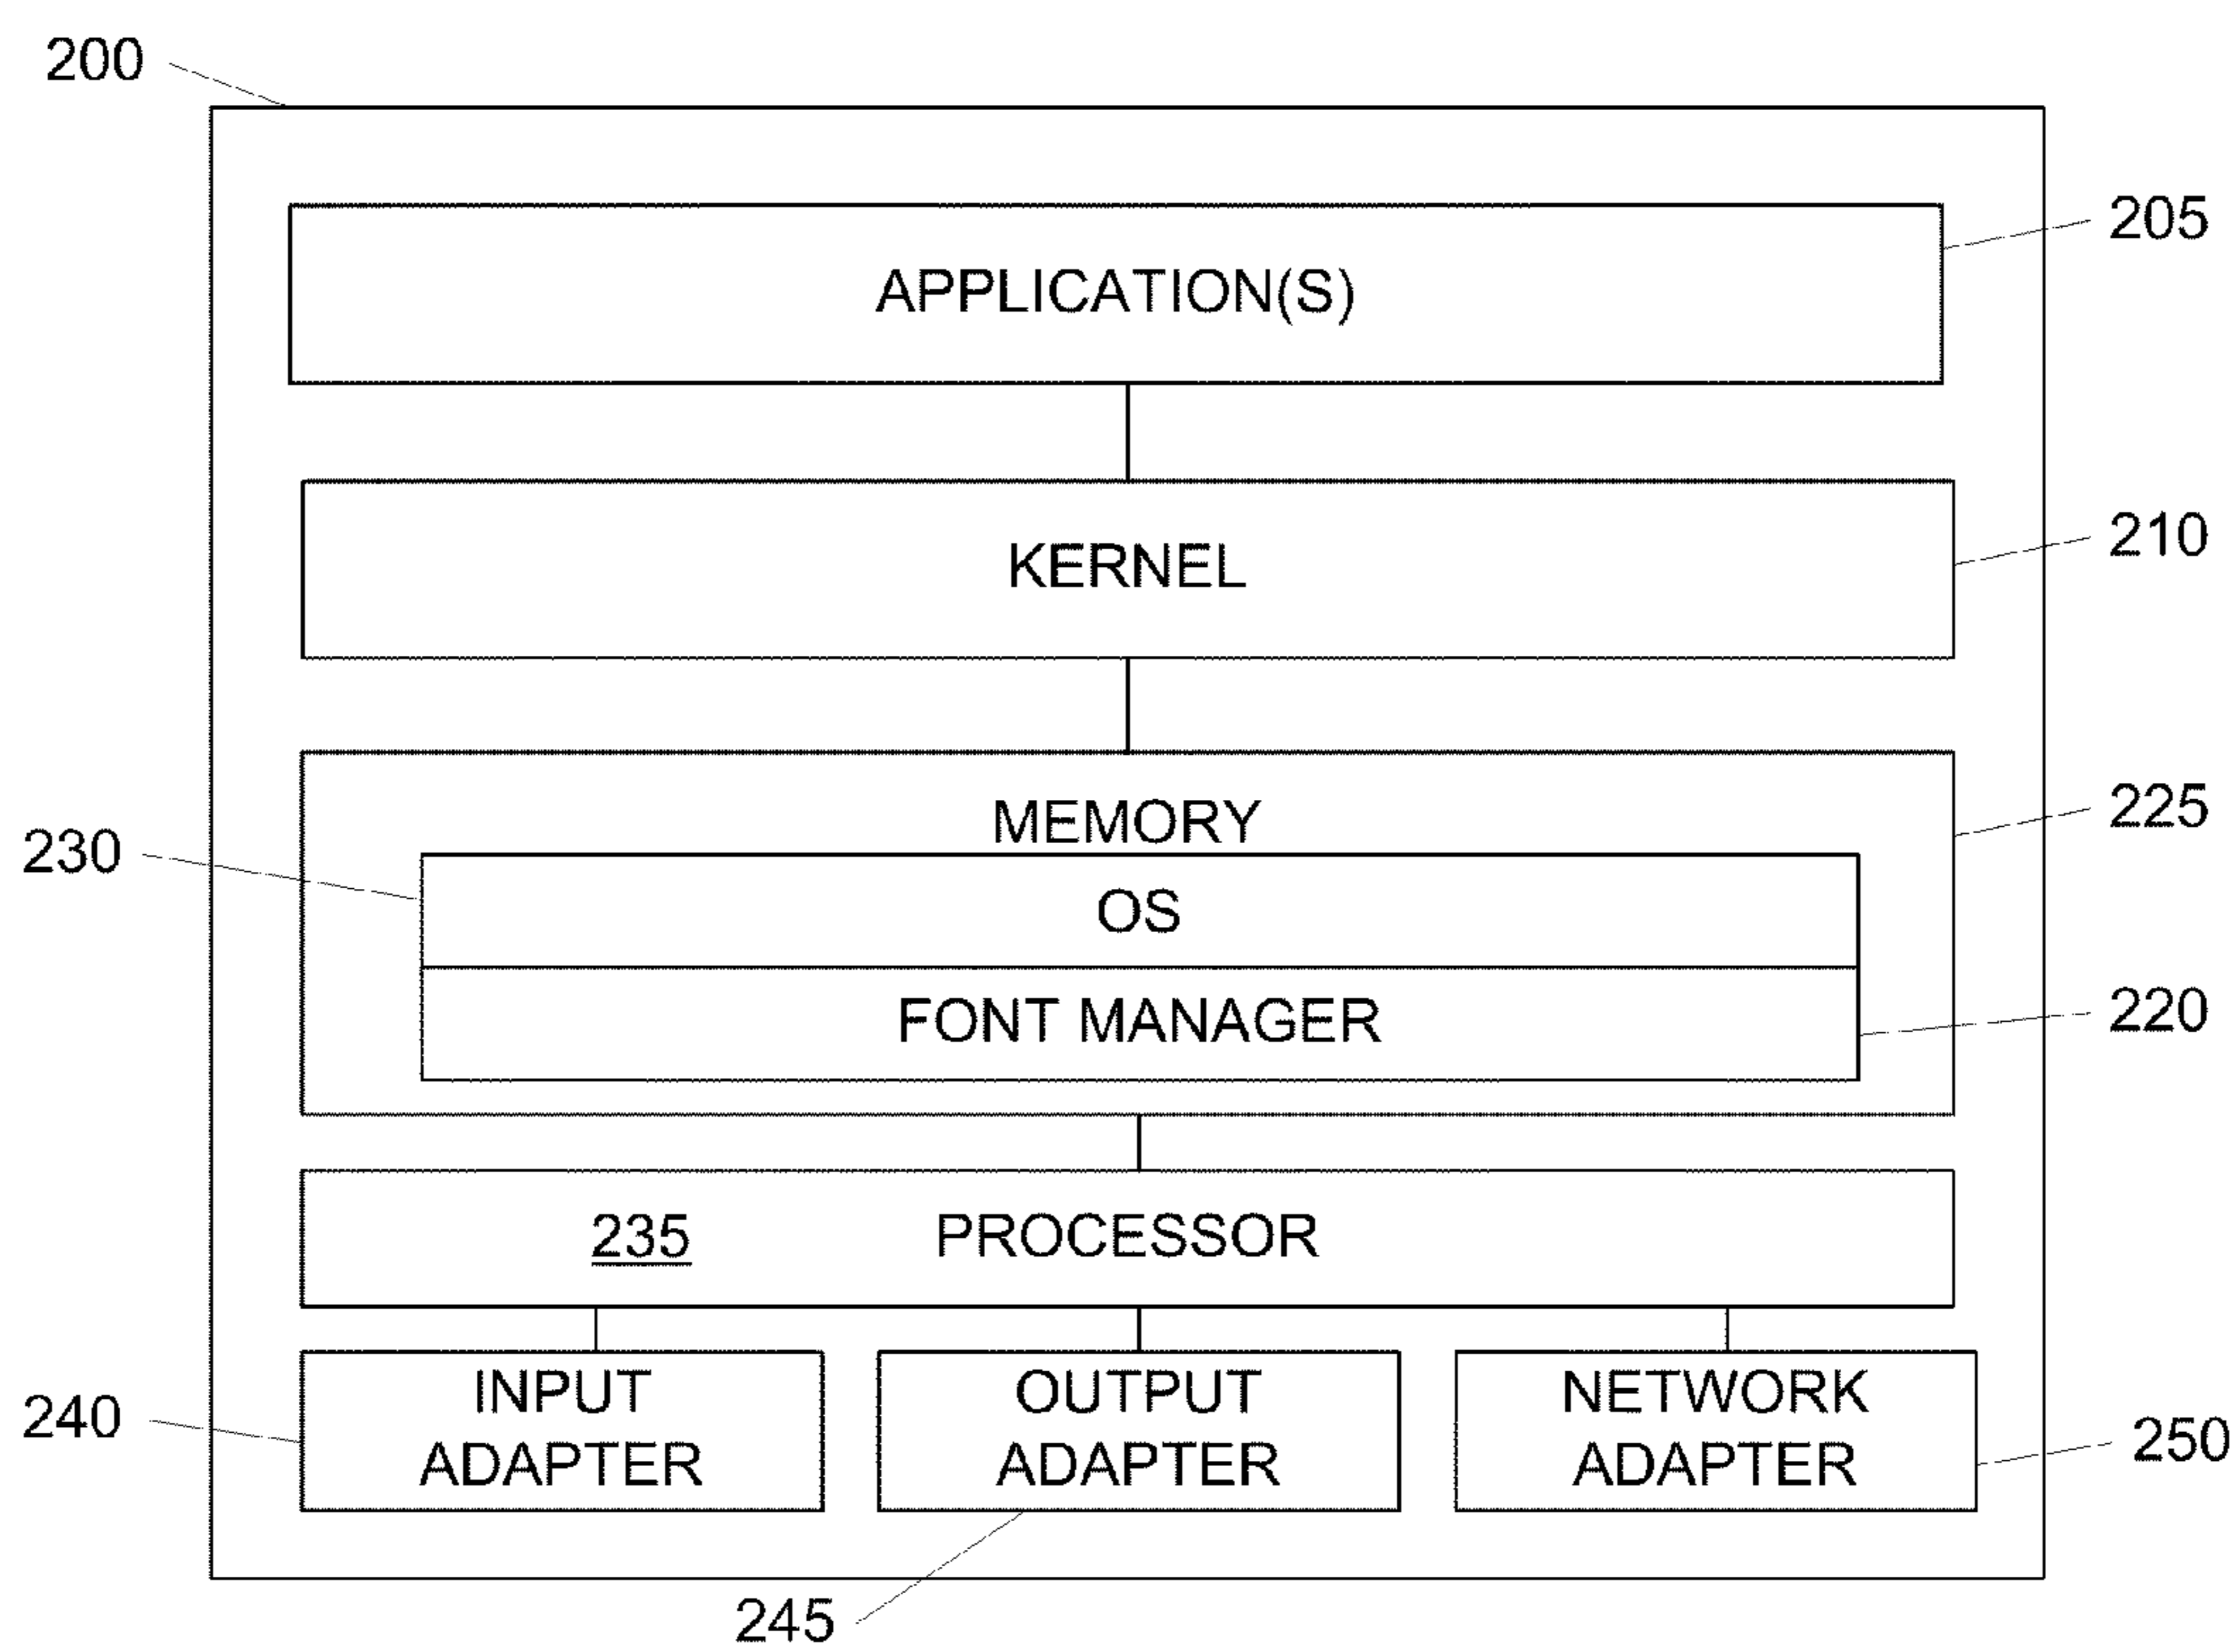 200
205
APPLICATION(S)
210
KERNEL
225
MEMORY
230
OS
220
FONT MANAGER
235 PROCESSOR
240
INPUT
ADAPTER
OUTPUT
ADAPTER
NETWORK
ADAPTER
250
245